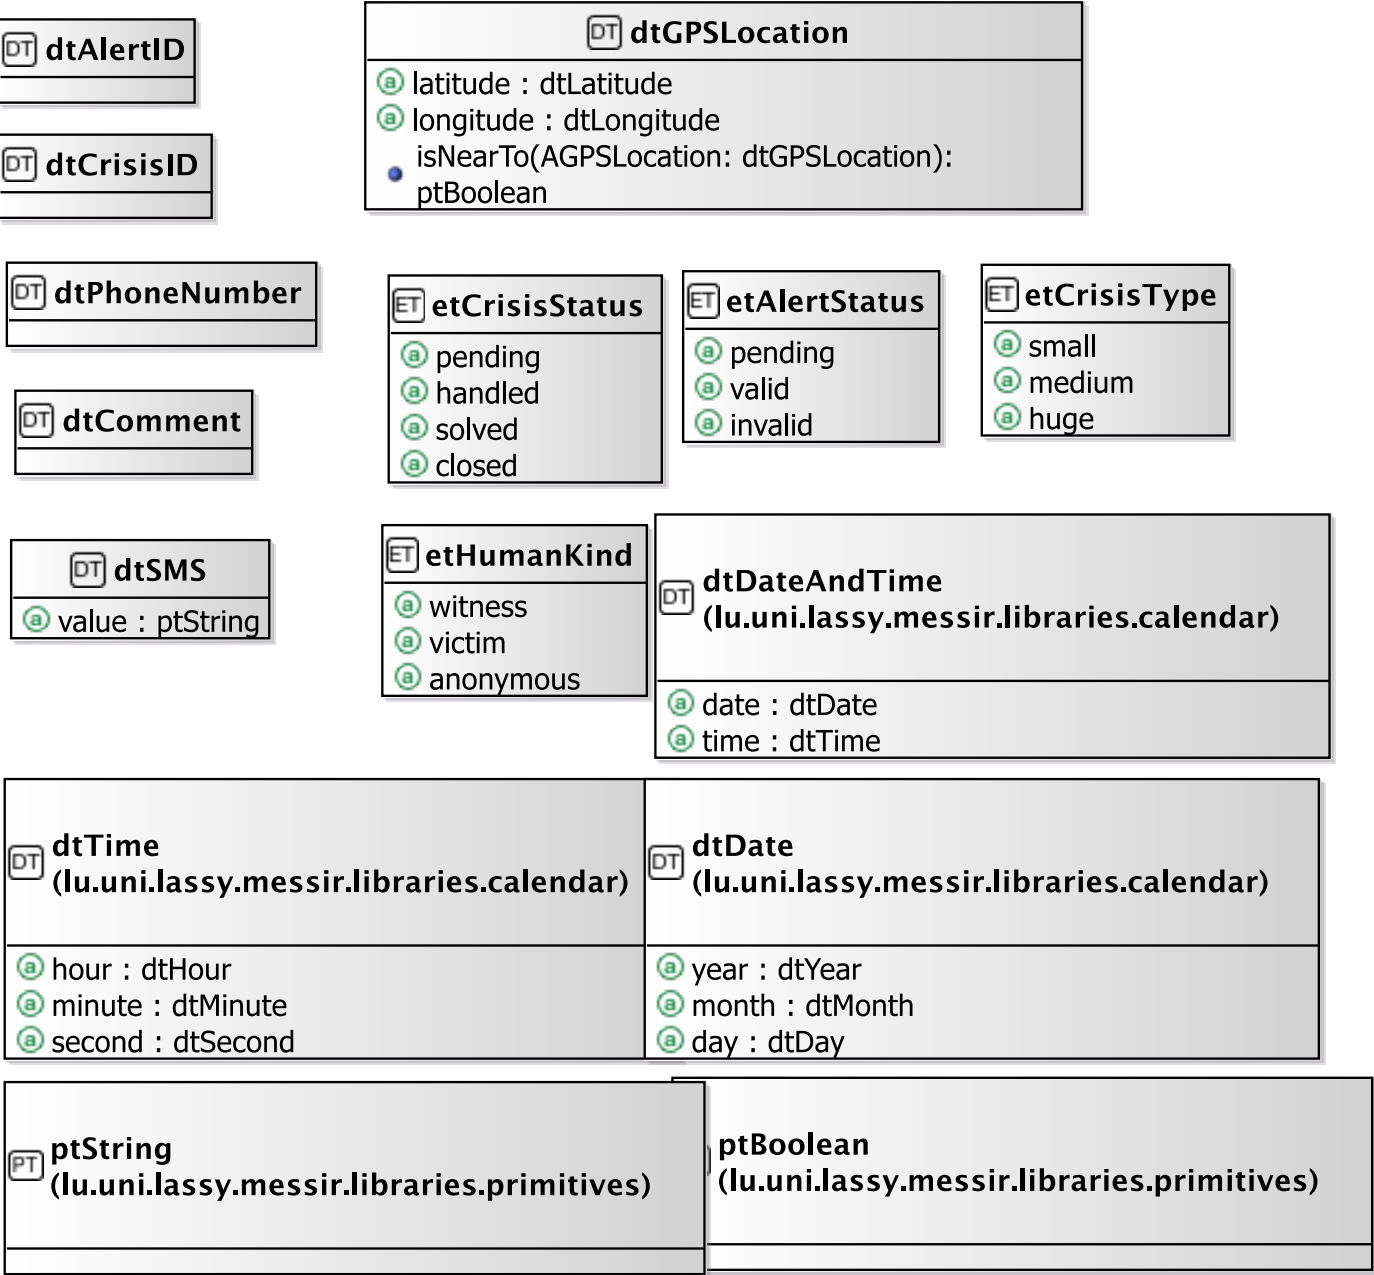 DT dtAlertID
DT dtCrisisID
DT dtGPSLocation
a latitude : dtLatitude
a longitude : dtLongitude
isNearTo(AGPSLocation: dtGPSLocation):
ptBoolean
DT dtPhoneNumber
DT dtComment
ET etCrisisStatus
a pending
a handled
a solved
a closed
ET etAlertStatus
a pending
a valid
a invalid
ET etCrisisType
a small
a medium
a huge
DT dtSMS
a value : ptString
ET etHumanKind
a witness
a victim
a anonymous
DT dtDateAndTime
(lu.uni.lassy.messir.libraries.calendar)
a date : dtDate
a time : dtTime
DT dtTime
(lu.uni.lassy.messir.libraries.calendar)
a hour : dtHour
a minute : dtMinute
a second : dtSecond
DT dtDate
(lu.uni.lassy.messir.libraries.calendar)
a year : dtYear
a month : dtMonth
a day : dtDay
PT ptString
(lu.uni.lassy.messir.libraries.primitives)
ptBoolean
(lu.uni.lassy.messir.libraries.primitives)